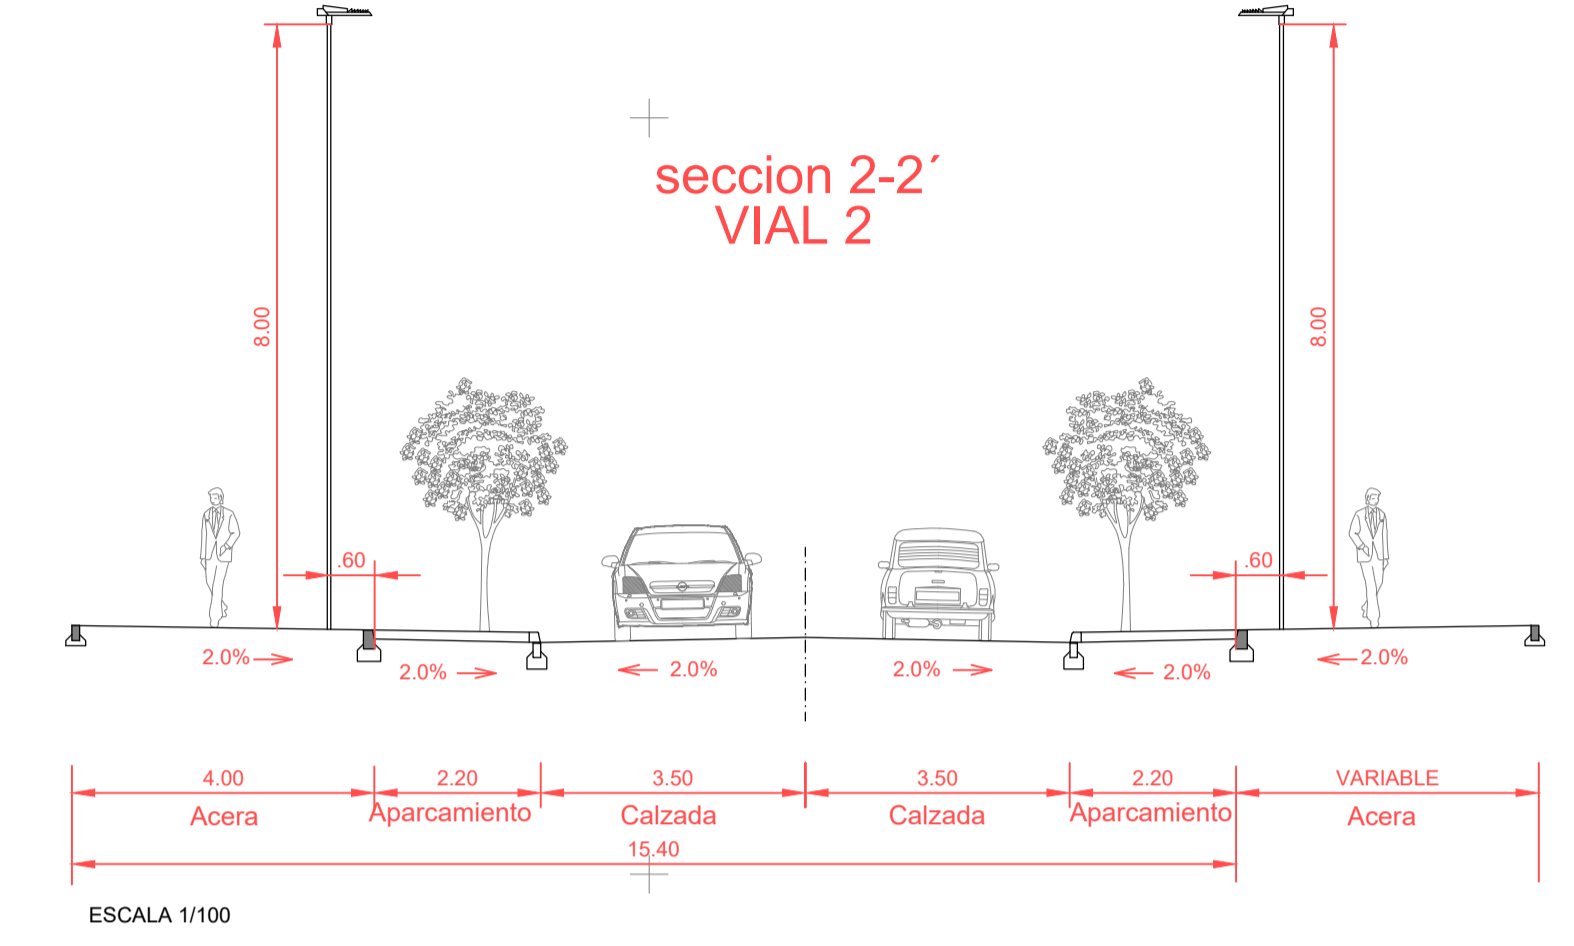 seccion 2-2´
VIAL 2
8.00
8.00
.60
.60
2.0%
2.0%
2.0%
2.0%
2.0%
2.0%
4.00
2.20
3.50
3.50
2.20
VARIABLE
Acera
Aparcamiento
Calzada
Calzada
Aparcamiento
Acera
15.40
ESCALA 1/100